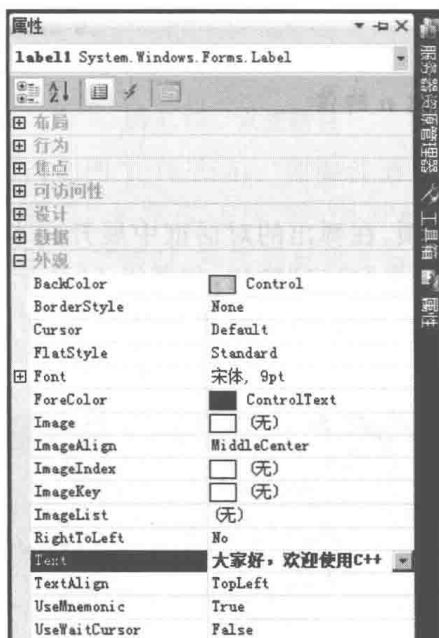 属性
label1 System.Windows.Forms.Label
布局
行为
焦点
可访问性
设计
数据
外观
BackColor Control
BorderStyle None
Cursor Default
FlatStyle Standard
Font 宋体, 9pt
ForeColor ControlText
Image (无)
ImageAlign MiddleCenter
ImageIndex (无)
ImageKey (无)
ImageList (无)
RightToLeft No
Text 大家好，欢迎使用C++
TextAlign TopLeft
UseMnemonic True
UseWaitCursor False
服务器资源管理器
工具箱
属性